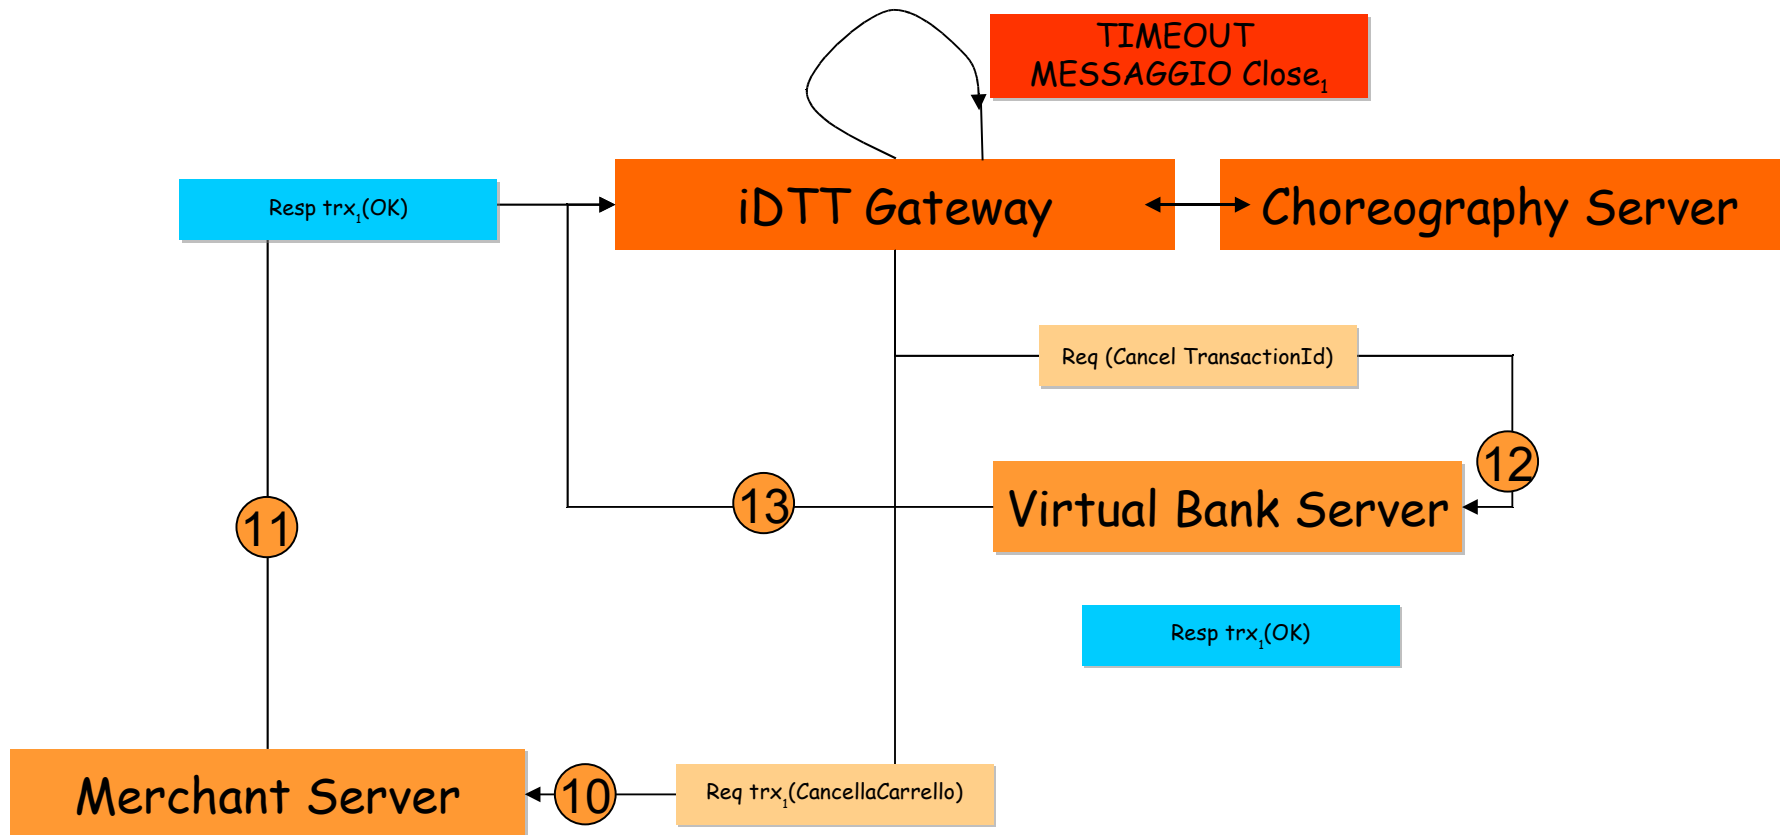 TIMEOUT
MESSAGGIO Close₁
Resp trx₁(OK)
iDTT Gateway
Choreography Server
Req (Cancel TransactionId)
12
13
Virtual Bank Server
11
Resp trx₁(OK)
Merchant Server
10
Req trx₁(CancellaCarrello)